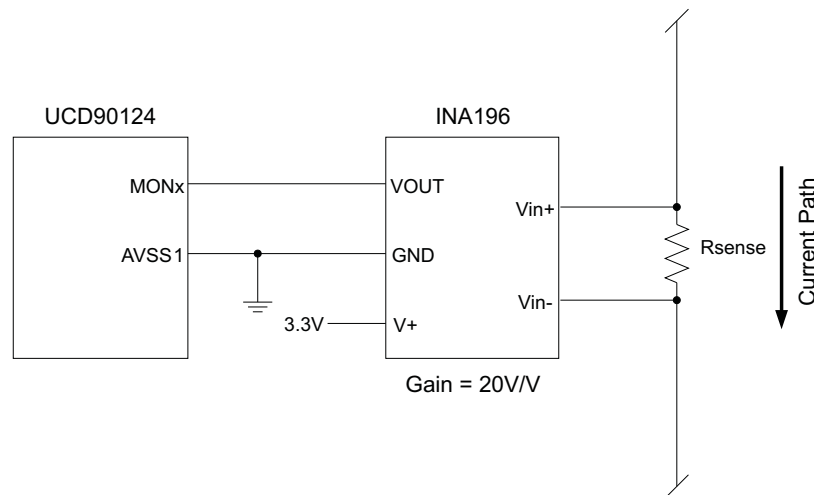 UCD90124
INA196
MONx
VOUT
Vin+
AVSS1
GND
Rsense
Current Path
Vin-
3.3V
V+
Gain = 20V/V